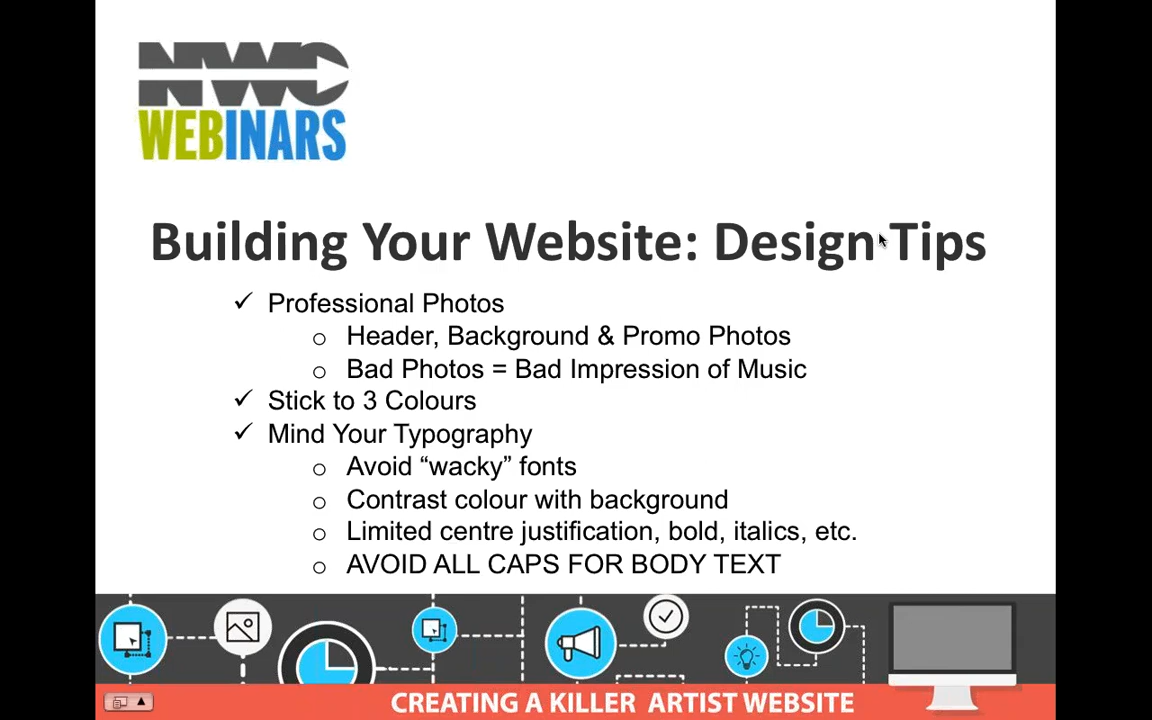 NWC
WEBINARS
Building Your Website: Design Tips
✓ Professional Photos
o Header, Background & Promo Photos
o Bad Photos = Bad Impression of Music
✓ Stick to 3 Colours
✓ Mind Your Typography
o Avoid “wacky” fonts
o Contrast colour with background
o Limited centre justification, bold, italics, etc.
o AVOID ALL CAPS FOR BODY TEXT
CREATING A KILLER ARTIST WEBSITE